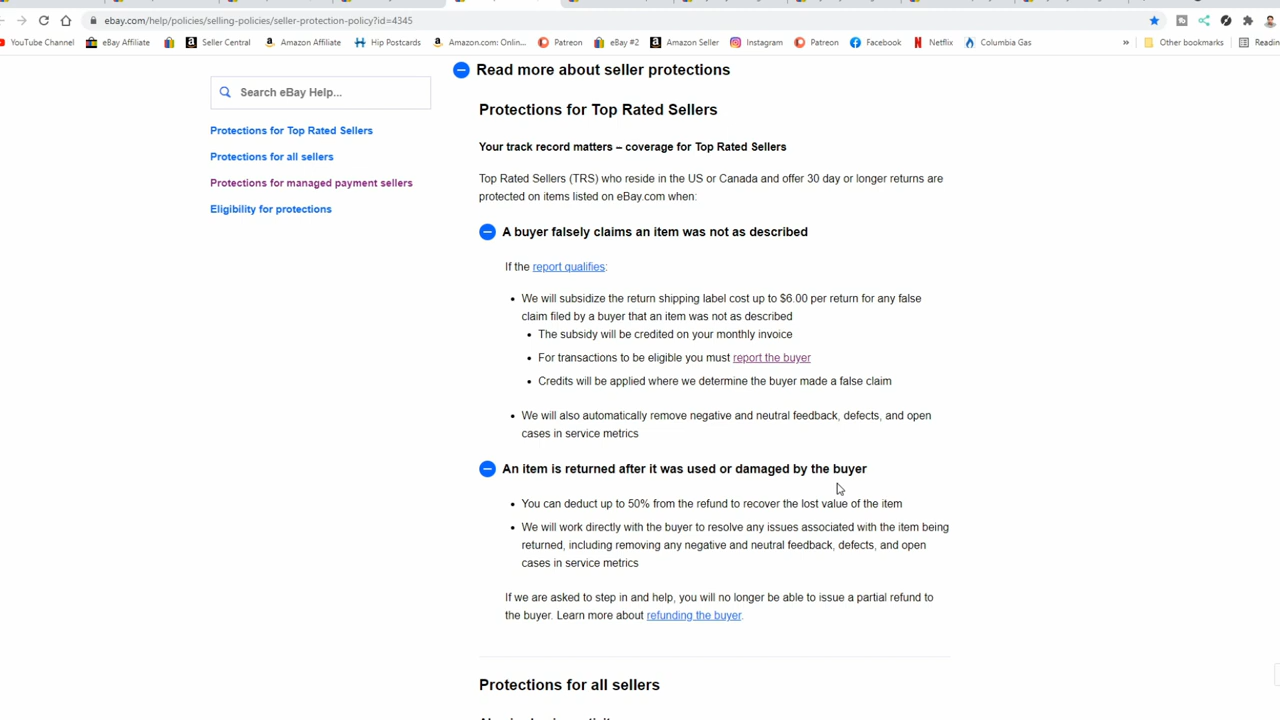 ebay.com/help/policies/selling-policies/seller-protection-policy?id=4345
YouTube Channel eBay Affiliate Seller Central Amazon Affiliate Hip Postcards Amazon.com: Onlin... Patreon eBay #2 Amazon Seller Instagram Patreon Facebook Netflix Columbia Gas » Other bookmarks Readin
Search eBay Help...
Protections for Top Rated Sellers
Protections for all sellers
Protections for managed payment sellers
Eligibility for protections
Read more about seller protections
Protections for Top Rated Sellers
Your track record matters – coverage for Top Rated Sellers
Top Rated Sellers (TRS) who reside in the US or Canada and offer 30 day or longer returns are
protected on items listed on eBay.com when:
A buyer falsely claims an item was not as described
If the report qualifies:
We will subsidize the return shipping label cost up to $6.00 per return for any false
claim filed by a buyer that an item was not as described
The subsidy will be credited on your monthly invoice
For transactions to be eligible you must report the buyer
Credits will be applied where we determine the buyer made a false claim
We will also automatically remove negative and neutral feedback, defects, and open
cases in service metrics
An item is returned after it was used or damaged by the buyer
You can deduct up to 50% from the refund to recover the lost value of the item
We will work directly with the buyer to resolve any issues associated with the item being
returned, including removing any negative and neutral feedback, defects, and open
cases in service metrics
If we are asked to step in and help, you will no longer be able to issue a partial refund to
the buyer. Learn more about refunding the buyer.
Protections for all sellers